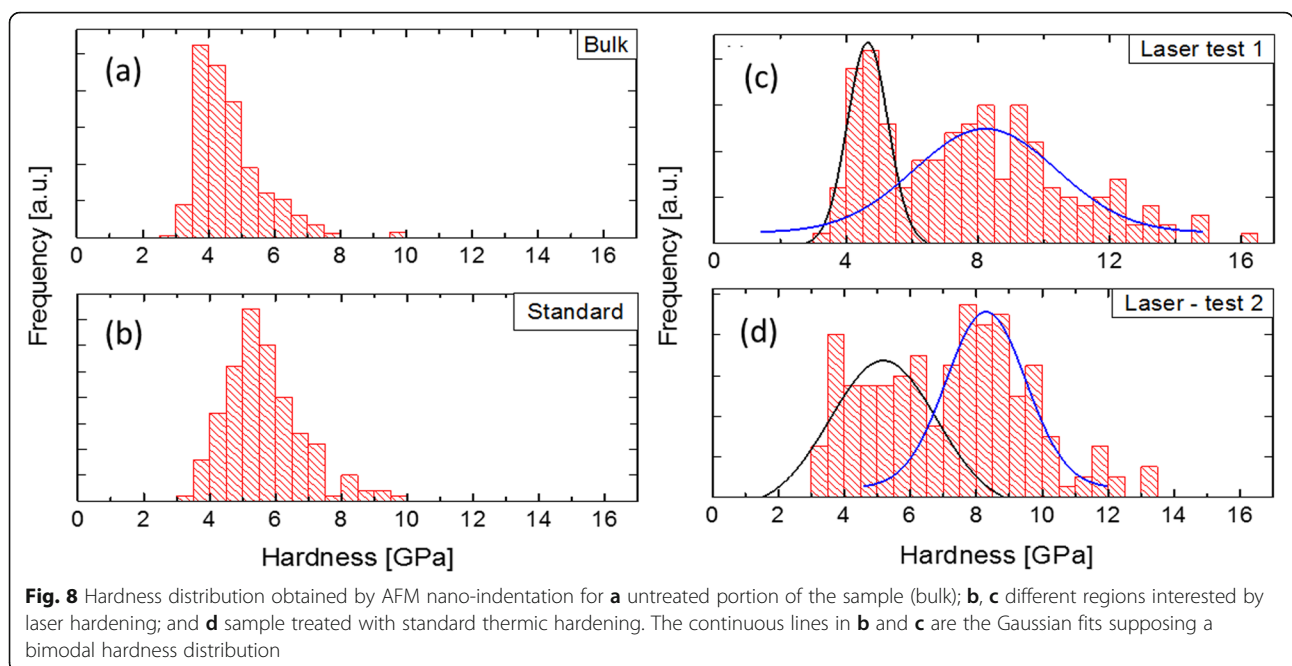 Bulk
(a)
0 2 4 6 8 10 12 14 16
Standard
(b)
0 2 4 6 8 10 12 14 16
Frequency [a.u.]
Hardness [GPa]
Laser test 1
(c)
0 4 8 12 16
Laser - test 2
(d)
0 2 4 6 8 10 12 14 16
Frequency [a.u.]
Hardness [GPa]
Fig. 8 Hardness distribution obtained by AFM nano-indentation for a untreated portion of the sample (bulk); b, c different regions interested by
laser hardening; and d sample treated with standard thermic hardening. The continuous lines in b and c are the Gaussian fits supposing a
bimodal hardness distribution